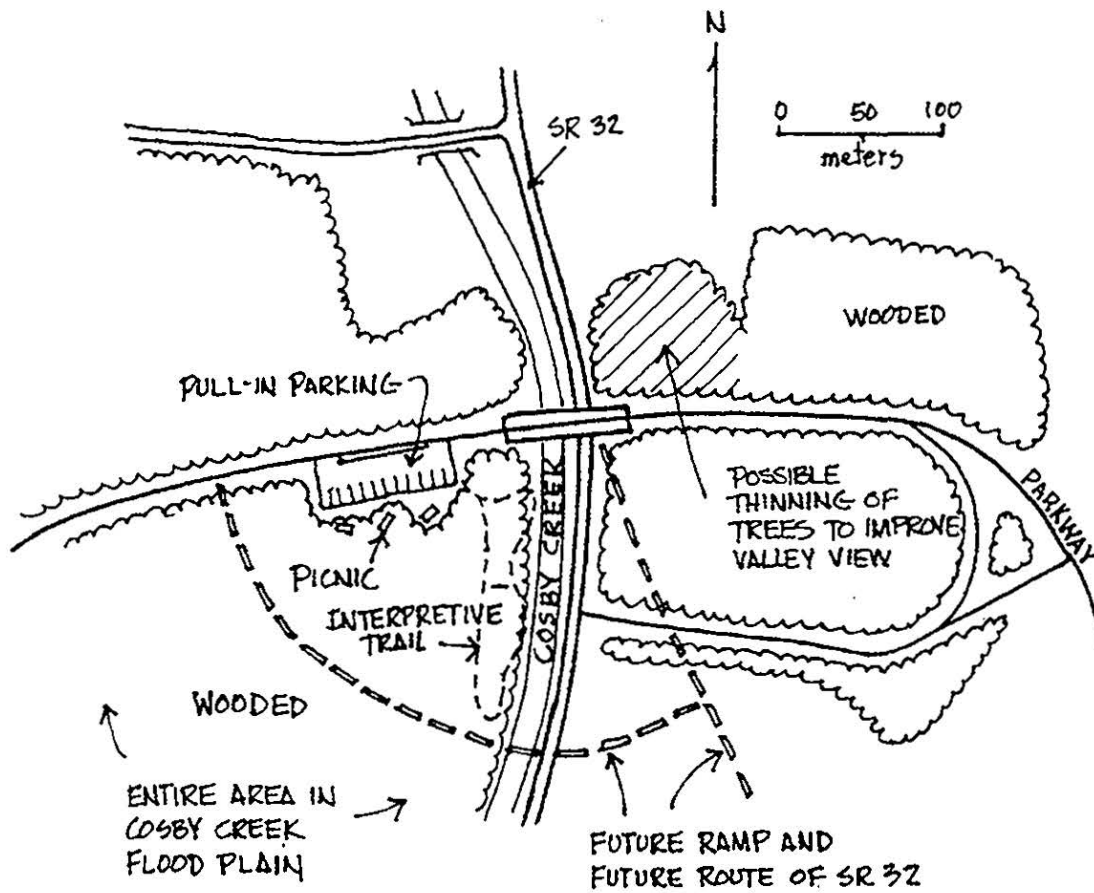 N
0 50 100
meters
SR 32
WOODED
PULL-IN PARKING
COSBY CREEK
POSSIBLE
THINNING OF
TREES TO IMPROVE
VALLEY VIEW
PARKWAY
PICNIC
INTERPRETIVE
TRAIL
WOODED
ENTIRE AREA IN
COSBY CREEK
FLOOD PLAIN
FUTURE RAMP AND
FUTURE ROUTE OF SR 32